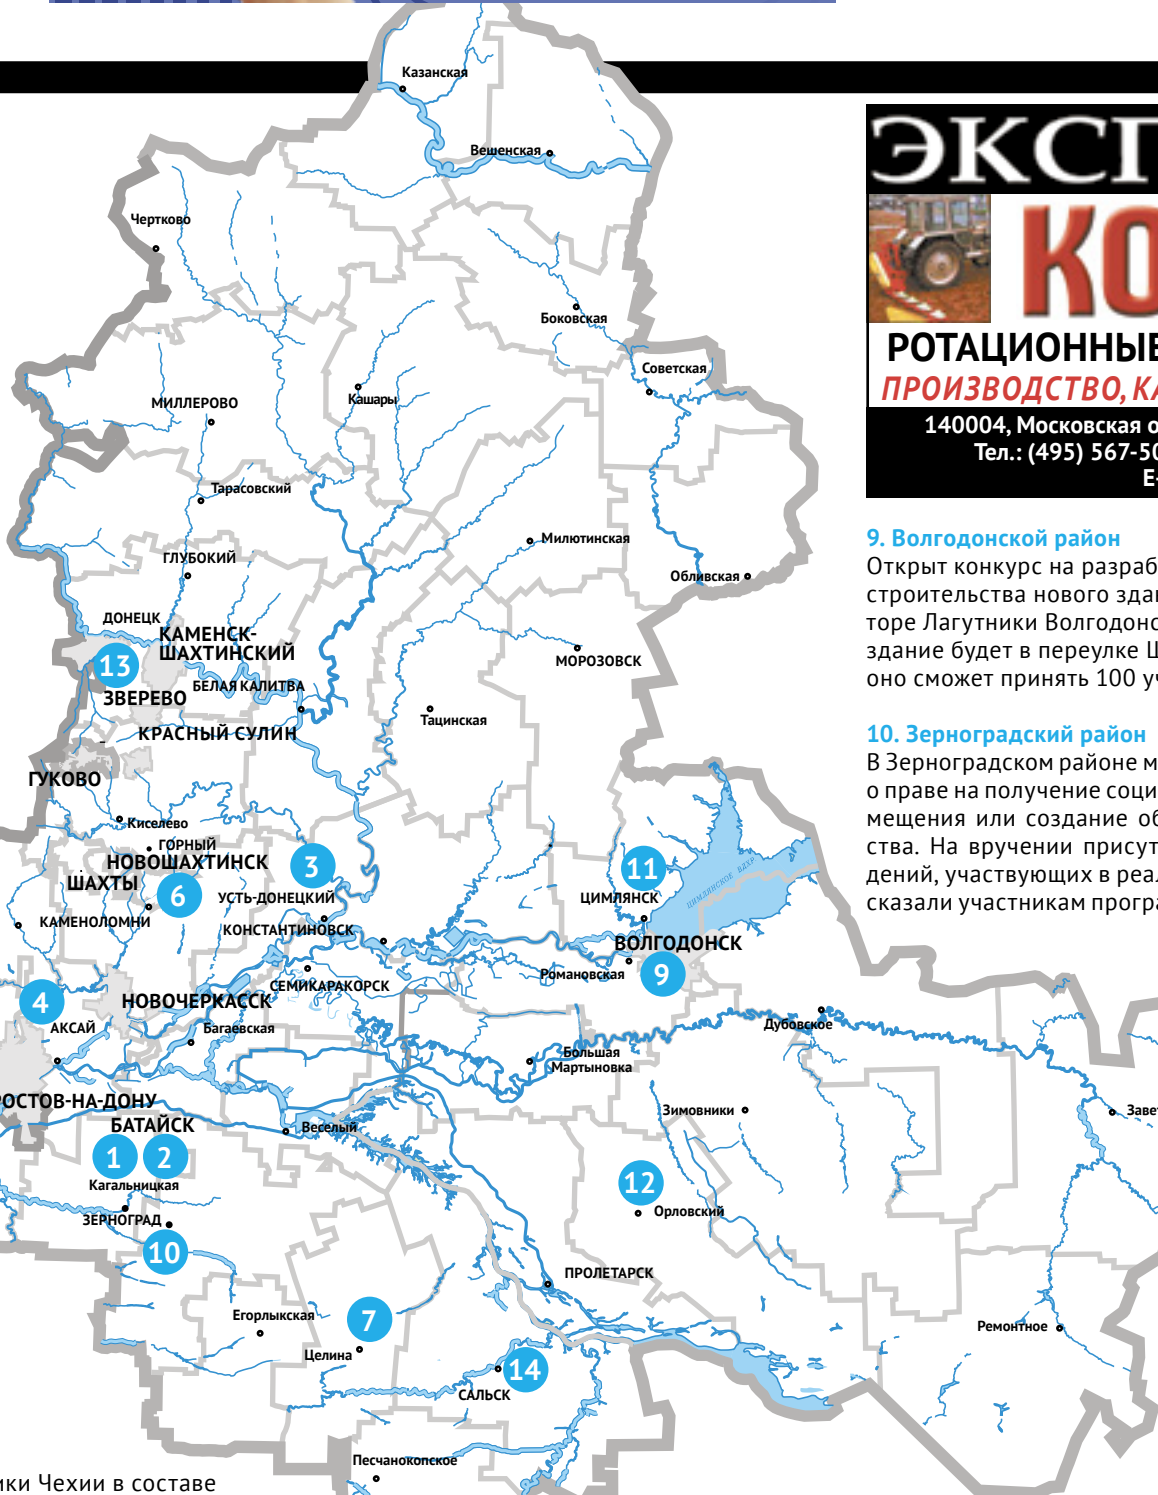 Казанская
Вешенская
Чертково
Боковская
Советская
МИЛЛЕРОВО
Кашары
Тарасовский
Милютинская
ГЛУБОКИЙ
Обливская
ДОНЕЦК
КАМЕНСК-
ШАХТИНСКИЙ
13
МОРОЗОВСК
БЕЛАЯ КАЛИТВА
ЗВЕРЕВО
Тацинская
КРАСНЫЙ СУЛИН
ГУКОВО
Киселево
ГОРНЫЙ
НОВОШАХТИНСК
3
11
ШАХТЫ
6
ЦИМЛЯНСКОЕ ВДХР.
УСТЬ-ДОНЕЦКИЙ
ЦИМЛЯНСК
КАМЕНОЛОМНИ
КОНСТАНТИНОВСК
ВОЛГОДОНСК
Романовская
9
СЕМИКАРАКОРСК
4
НОВОЧЕРКАССК
АКСАЙ
Багаевская
Дубовское
Большая
Мартыновка
РОСТОВ-НА-ДОНУ
Зимовники
Завет
БАТАЙСК
Веселый
1
2
Кагальницкая
12
Орловский
ЗЕРНОГРАД
10
ПРОЛЕТАРСК
Егорлыкская
7
Ремонтное
Целина
14
САЛЬСК
Песчанокопское
ики Чехии в составе
ЭКСП
КО
РОТАЦИОННЫЕ
ПРОИЗВОДСТВО, КА
140004, Московская о
Тел.: (495) 567-50
E-
9. Волгодонской район
Открыт конкурс на разраб
строительства нового здан
торе Лагутники Волгодонс
здание будет в переулке Ш
оно сможет принять 100 уч
10. Зерноградский район
В Зерноградском районе м
о праве на получение соци
мещения или создание об
ства. На вручении присут
дений, участвующих в реал
сказали участникам програ